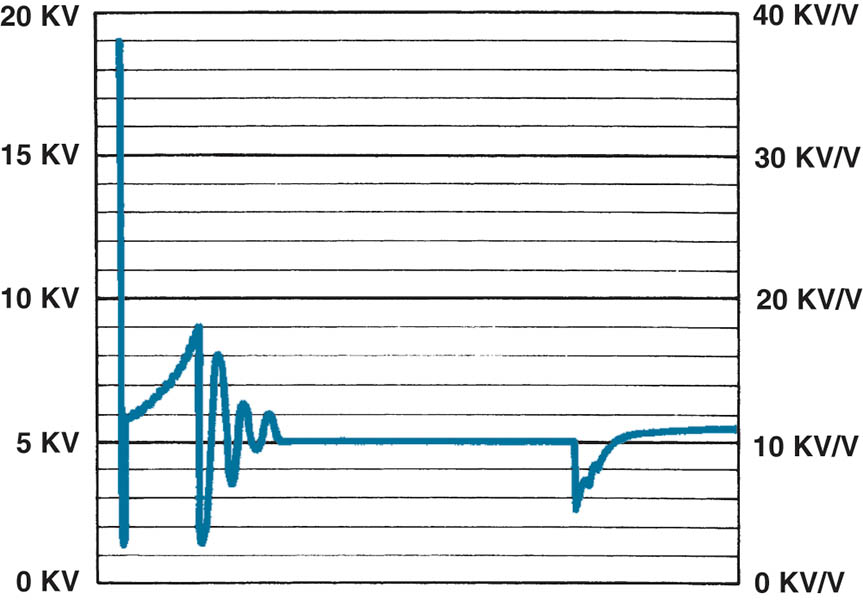 20 KV
40 KV/V
15 KV
30 KV/V
10 KV
20 KV/V
5 KV
10 KV/V
0 KV
0 KV/V